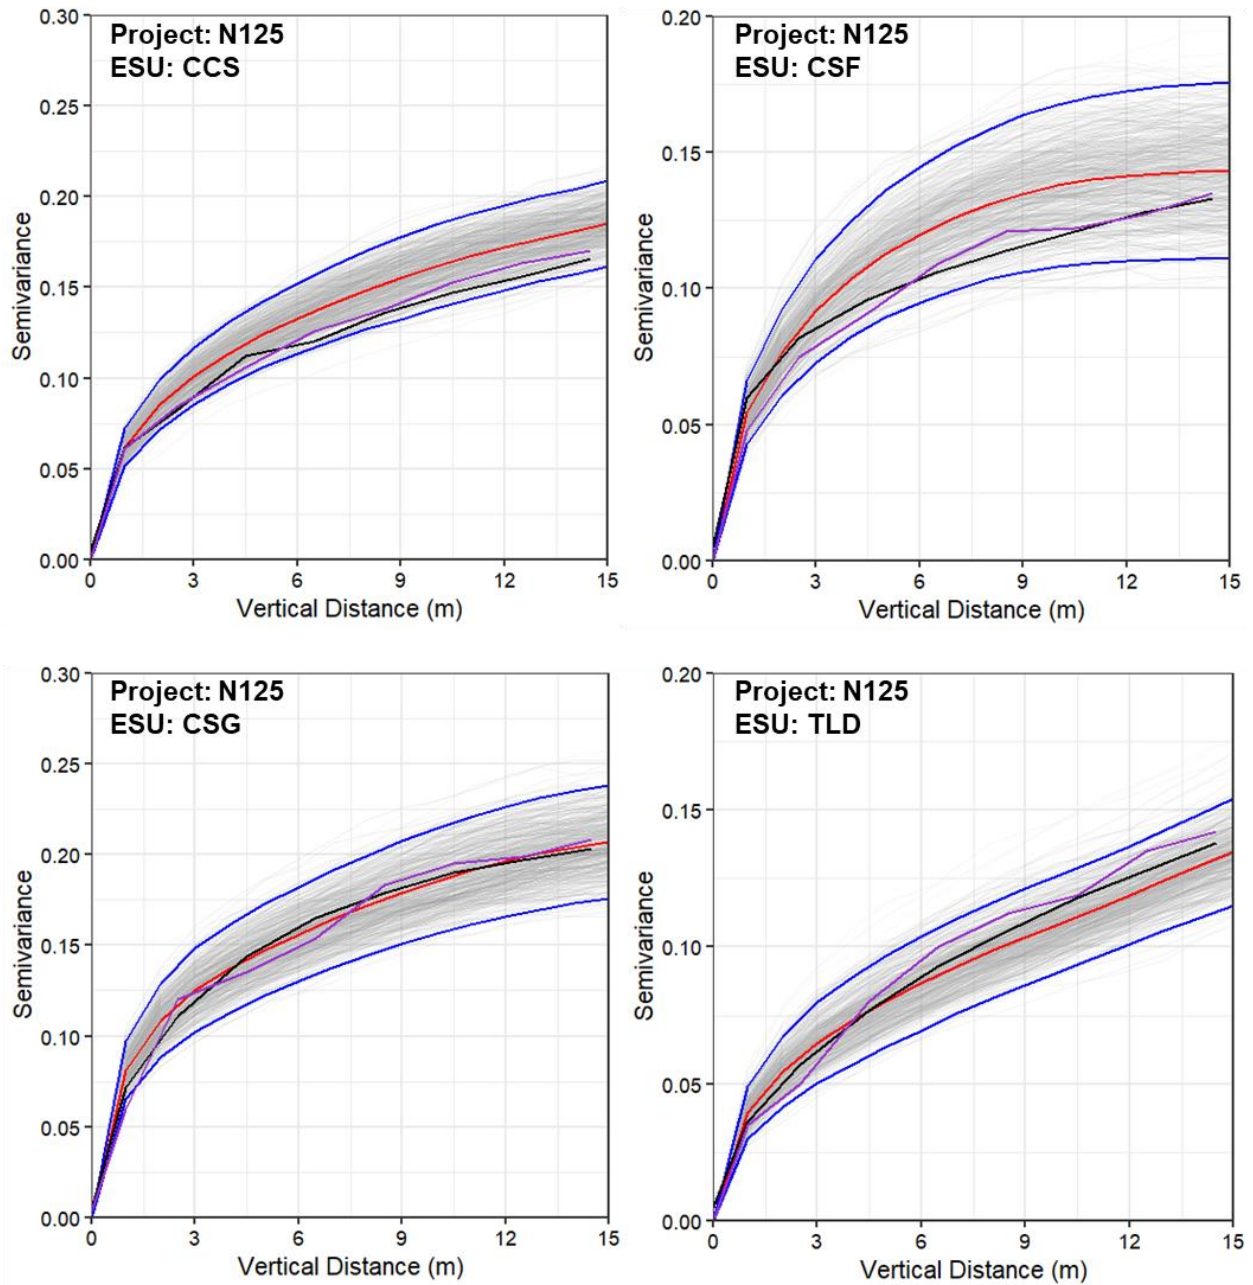 Project: N125
ESU: CCS
0.30
0.25
0.20
0.15
0.10
0.05
0.00
Semivariance
0 3 6 9 12 15
Vertical Distance (m)
Project: N125
ESU: CSF
0.20
0.15
0.10
0.05
0.00
Semivariance
0 3 6 9 12 15
Vertical Distance (m)
Project: N125
ESU: CSG
0.30
0.25
0.20
0.15
0.10
0.05
0.00
Semivariance
0 3 6 9 12 15
Vertical Distance (m)
Project: N125
ESU: TLD
0.20
0.15
0.10
0.05
0.00
Semivariance
0 3 6 9 12 15
Vertical Distance (m)